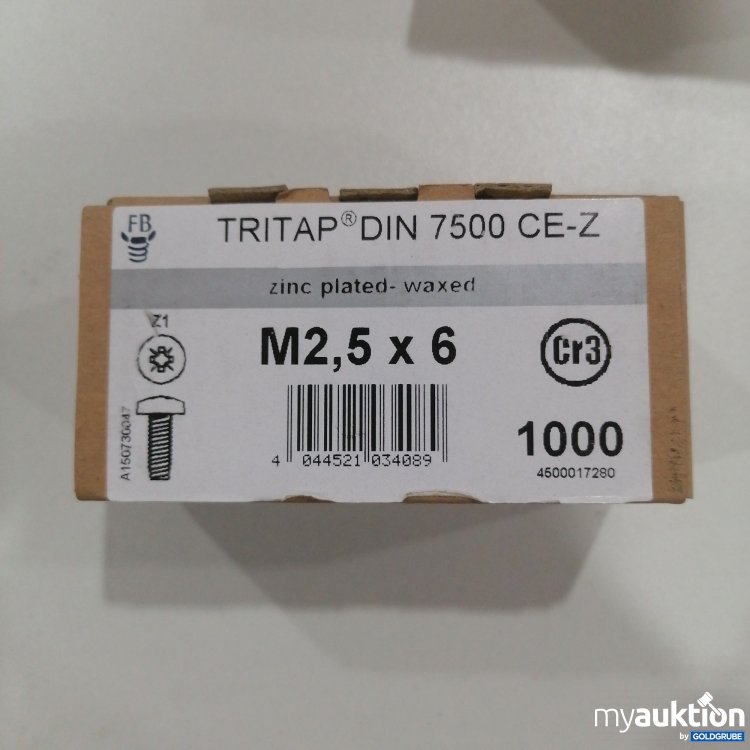 FB
TRITAP® DIN 7500 CE-Z
zinc plated- waxed
Z1
M2,5 x 6
Cr3
A150730047
4 044521 034089
1000
4500017280
myauktion
by GOLDGRUBE